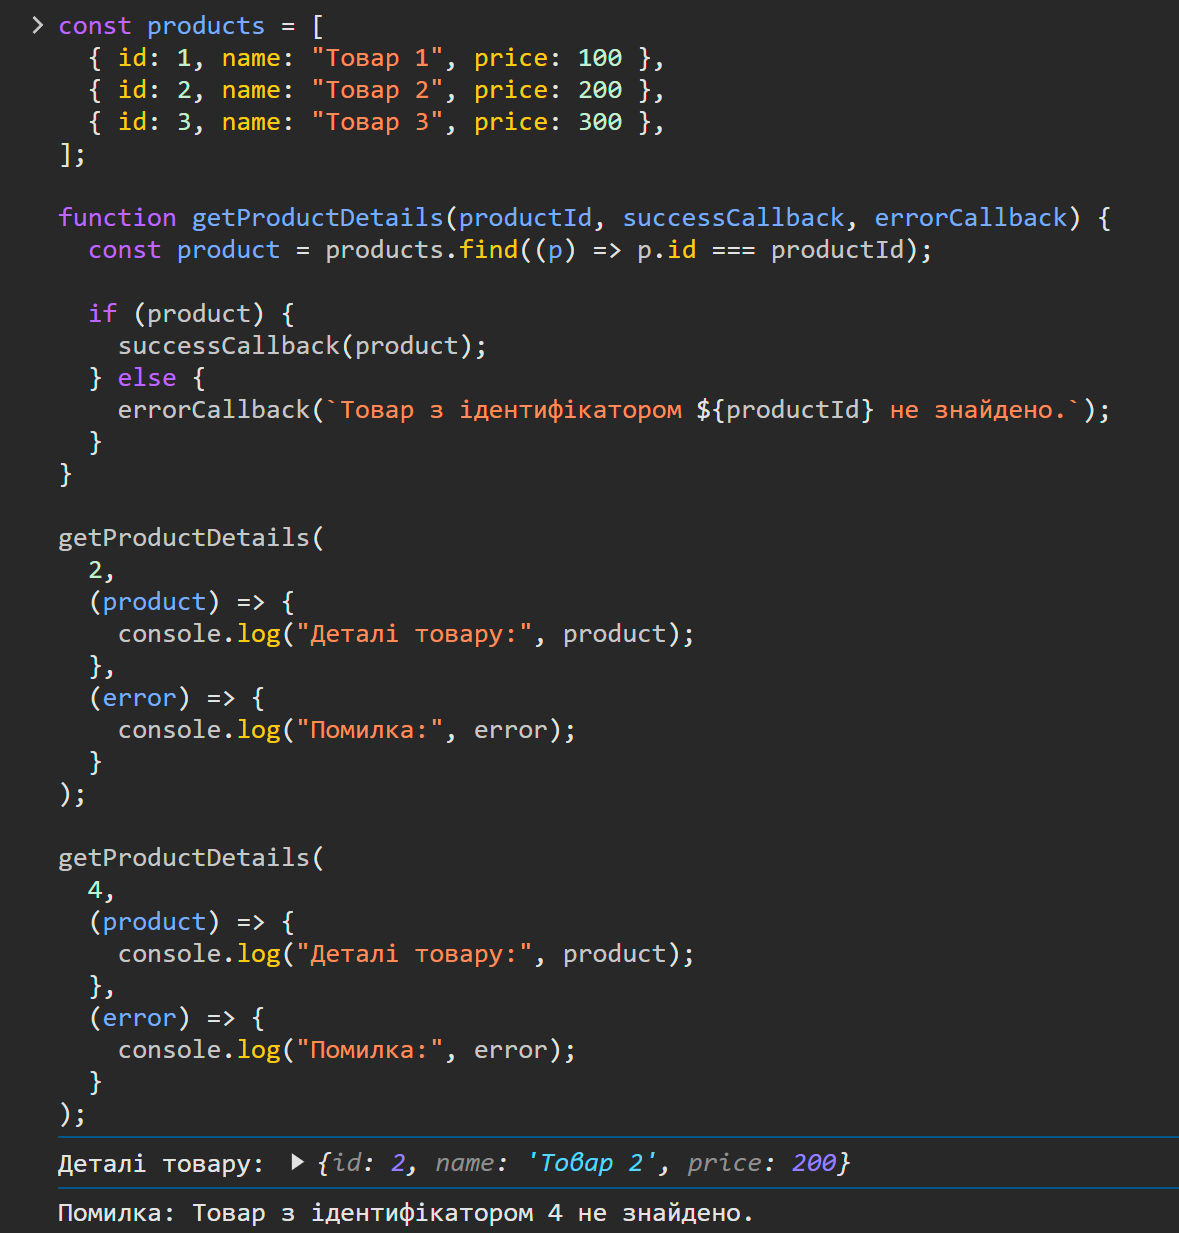 const products = [
  { id: 1, name: "Товар 1", price: 100 },
  { id: 2, name: "Товар 2", price: 200 },
  { id: 3, name: "Товар 3", price: 300 },
];

function getProductDetails(productId, successCallback, errorCallback) {
  const product = products.find((p) => p.id === productId);

  if (product) {
    successCallback(product);
  } else {
    errorCallback(`Товар з ідентифікатором ${productId} не знайдено.`);
  }
}

getProductDetails(
  2,
  (product) => {
    console.log("Деталі товару:", product);
  },
  (error) => {
    console.log("Помилка:", error);
  }
);

getProductDetails(
  4,
  (product) => {
    console.log("Деталі товару:", product);
  },
  (error) => {
    console.log("Помилка:", error);
  }
);
Деталі товару: {id: 2, name: 'Товар 2', price: 200}
Помилка: Товар з ідентифікатором 4 не знайдено.